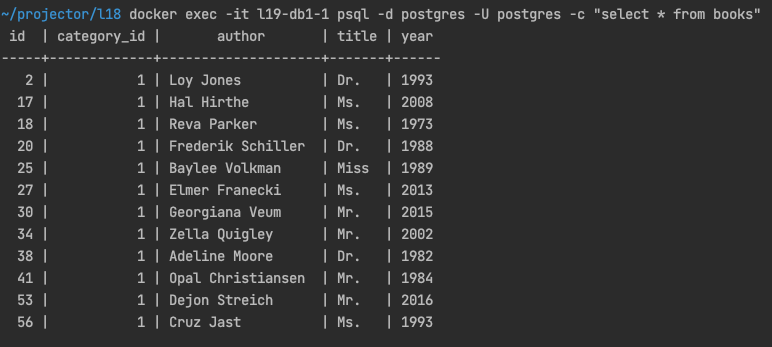 ~/projector/l18 docker exec -it l19-db1-1 psql -d postgres -U postgres -c "select * from books"
 id | category_id |       author       | title | year
----+-------------+--------------------+-------+------
  2 |           1 | Loy Jones          | Dr.   | 1993
 17 |           1 | Hal Hirthe         | Ms.   | 2008
 18 |           1 | Reva Parker        | Ms.   | 1973
 20 |           1 | Frederik Schiller  | Dr.   | 1988
 25 |           1 | Baylee Volkman     | Miss  | 1989
 27 |           1 | Elmer Franecki     | Ms.   | 2013
 30 |           1 | Georgiana Veum     | Mr.   | 2015
 34 |           1 | Zella Quigley      | Mr.   | 2002
 38 |           1 | Adeline Moore      | Dr.   | 1982
 41 |           1 | Opal Christiansen  | Mr.   | 1984
 53 |           1 | Dejon Streich      | Mr.   | 2016
 56 |           1 | Cruz Jast          | Ms.   | 1993